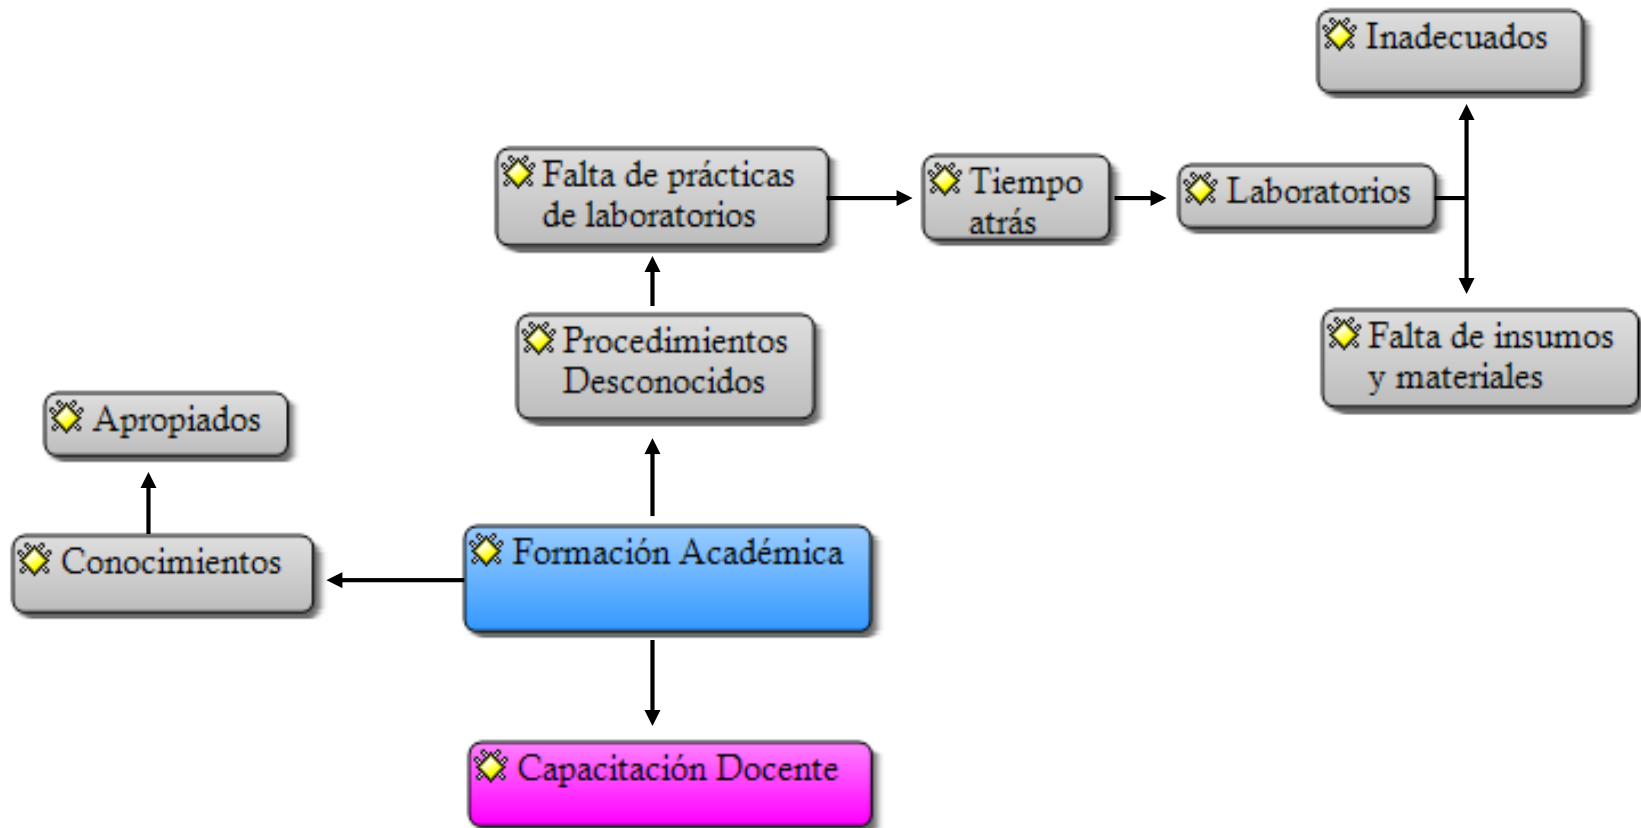 Inadecuados
Falta de prácticas
de laboratorios
Tiempo
atrás
Laboratorios
Procedimientos
Desconocidos
Falta de insumos
y materiales
Apropiados
Conocimientos
Formación Académica
Capacitación Docente